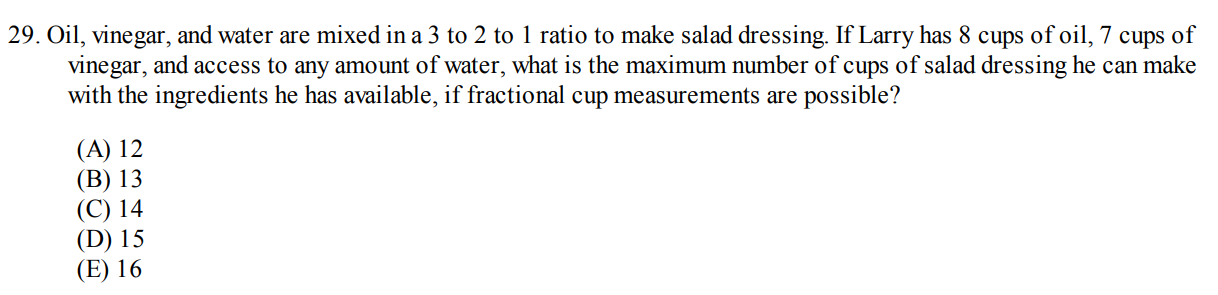 29. Oil, vinegar, and water are mixed in a 3 to 2 to 1 ratio to make salad dressing. If Larry has 8 cups of oil, 7 cups of
vinegar, and access to any amount of water, what is the maximum number of cups of salad dressing he can make
with the ingredients he has available, if fractional cup measurements are possible?
(A) 12
(B) 13
(C) 14
(D) 15
(E) 16